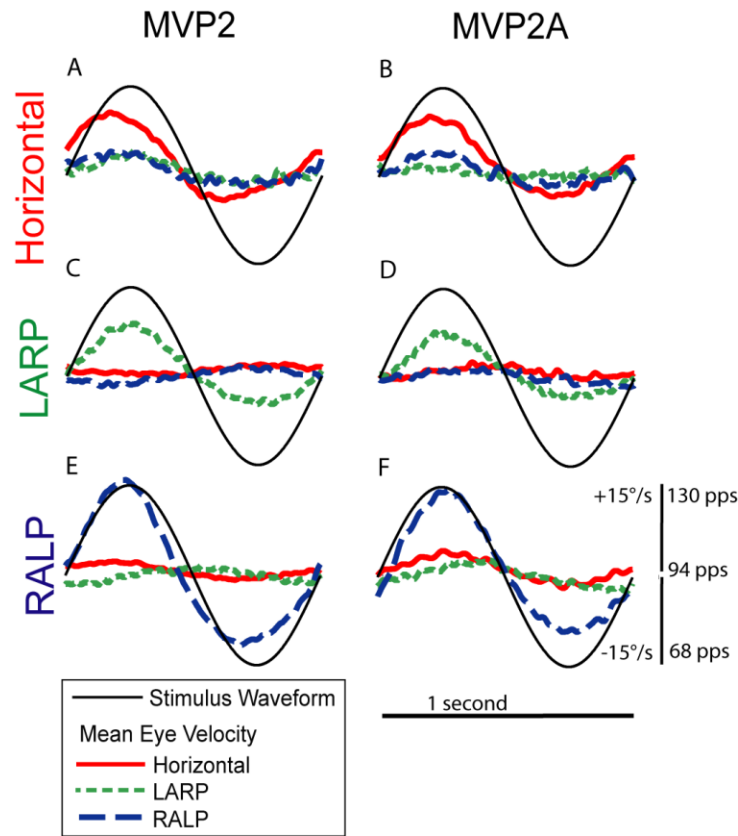 MVP2
MVP2A
Horizontal
A
B
LARP
C
D
RALP
E
F
+15°/s
130 pps
94 pps
-15°/s
68 pps
1 second
Stimulus Waveform
Mean Eye Velocity
Horizontal
LARP
RALP